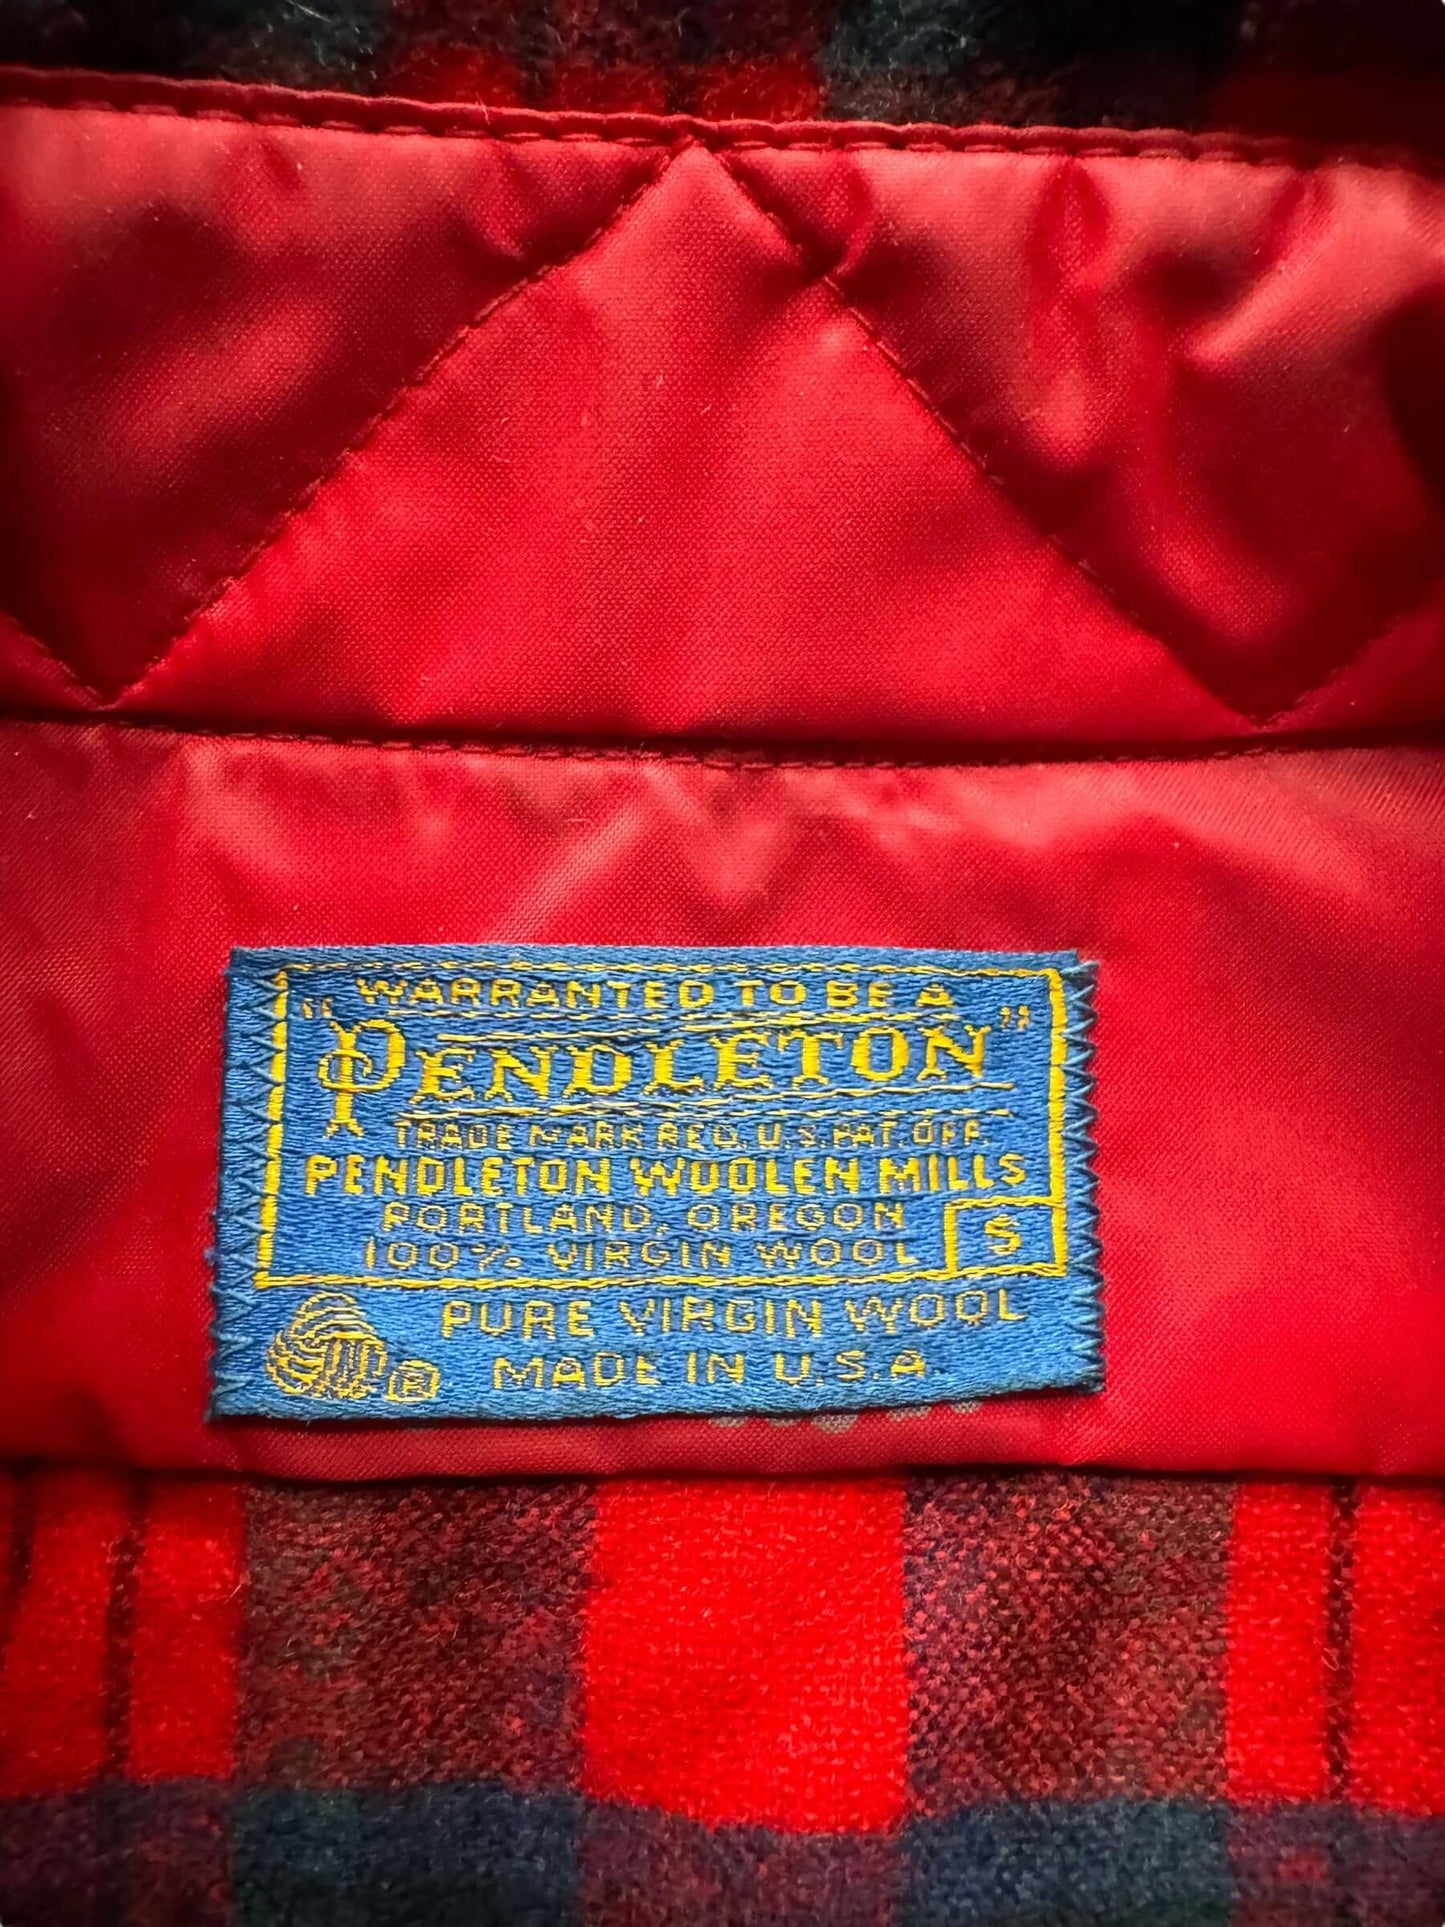 WARRANTED TO BE A
"PENDLETON"
TRADE MARK REG. U.S. PAT. OFF.
PENDLETON WOOLEN MILLS
PORTLAND, OREGON
100% VIRGIN WOOL S
PURE VIRGIN WOOL
® MADE IN U.S.A